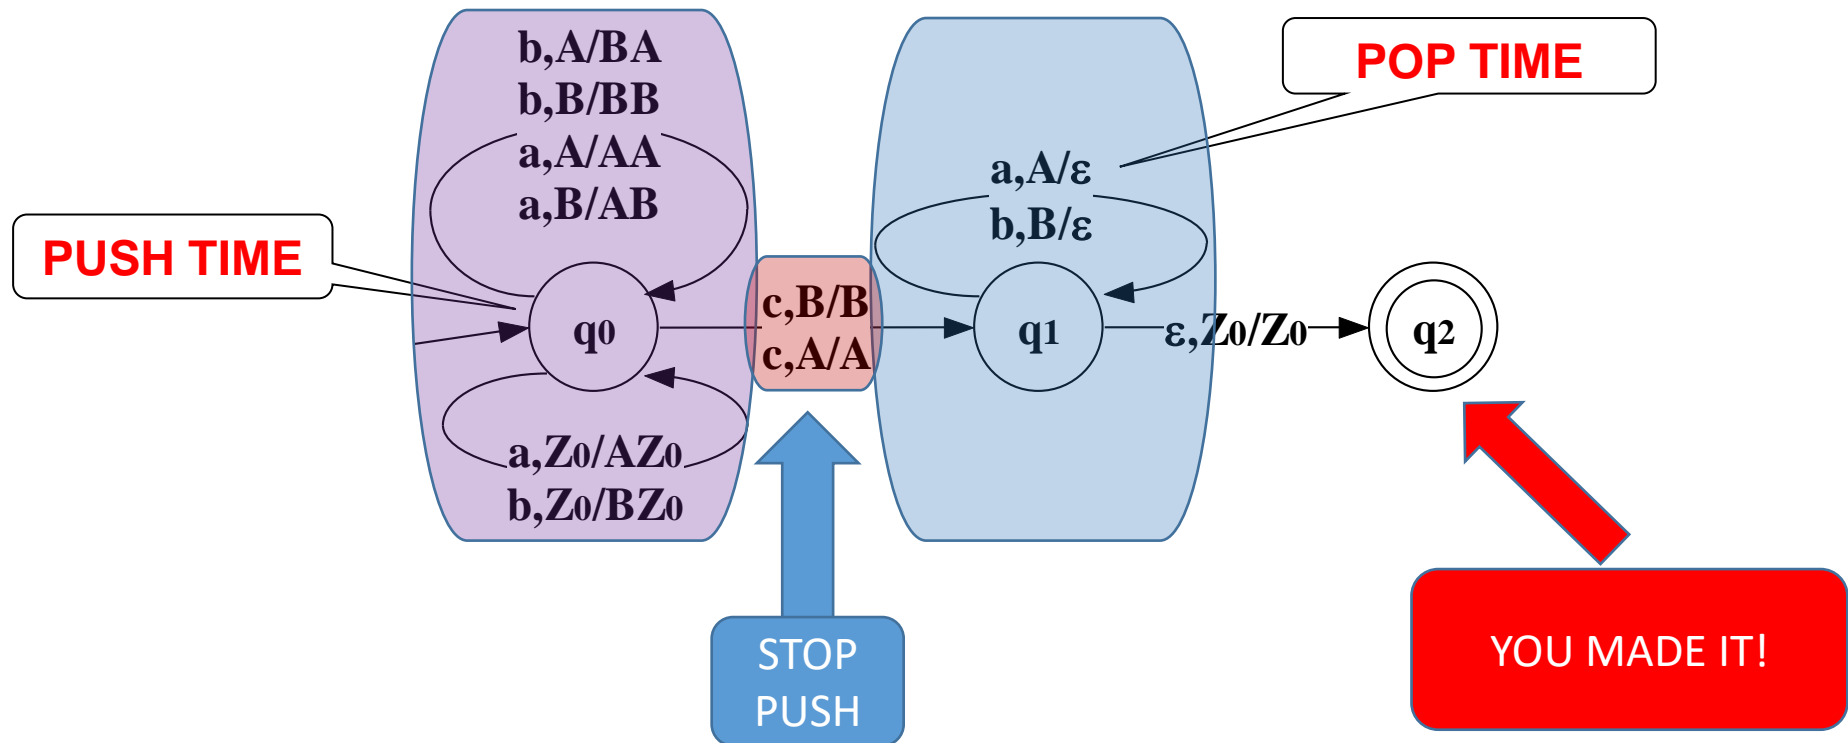 b,A/BA
b,B/BB
a,A/AA
a,B/AB
PUSH TIME
q0
a,Z0/AZ0
b,Z0/BZ0
c,B/B
c,A/A
STOP
PUSH
POP TIME
a,A/ε
b,B/ε
q1
ε,Z0/Z0
q2
YOU MADE IT!